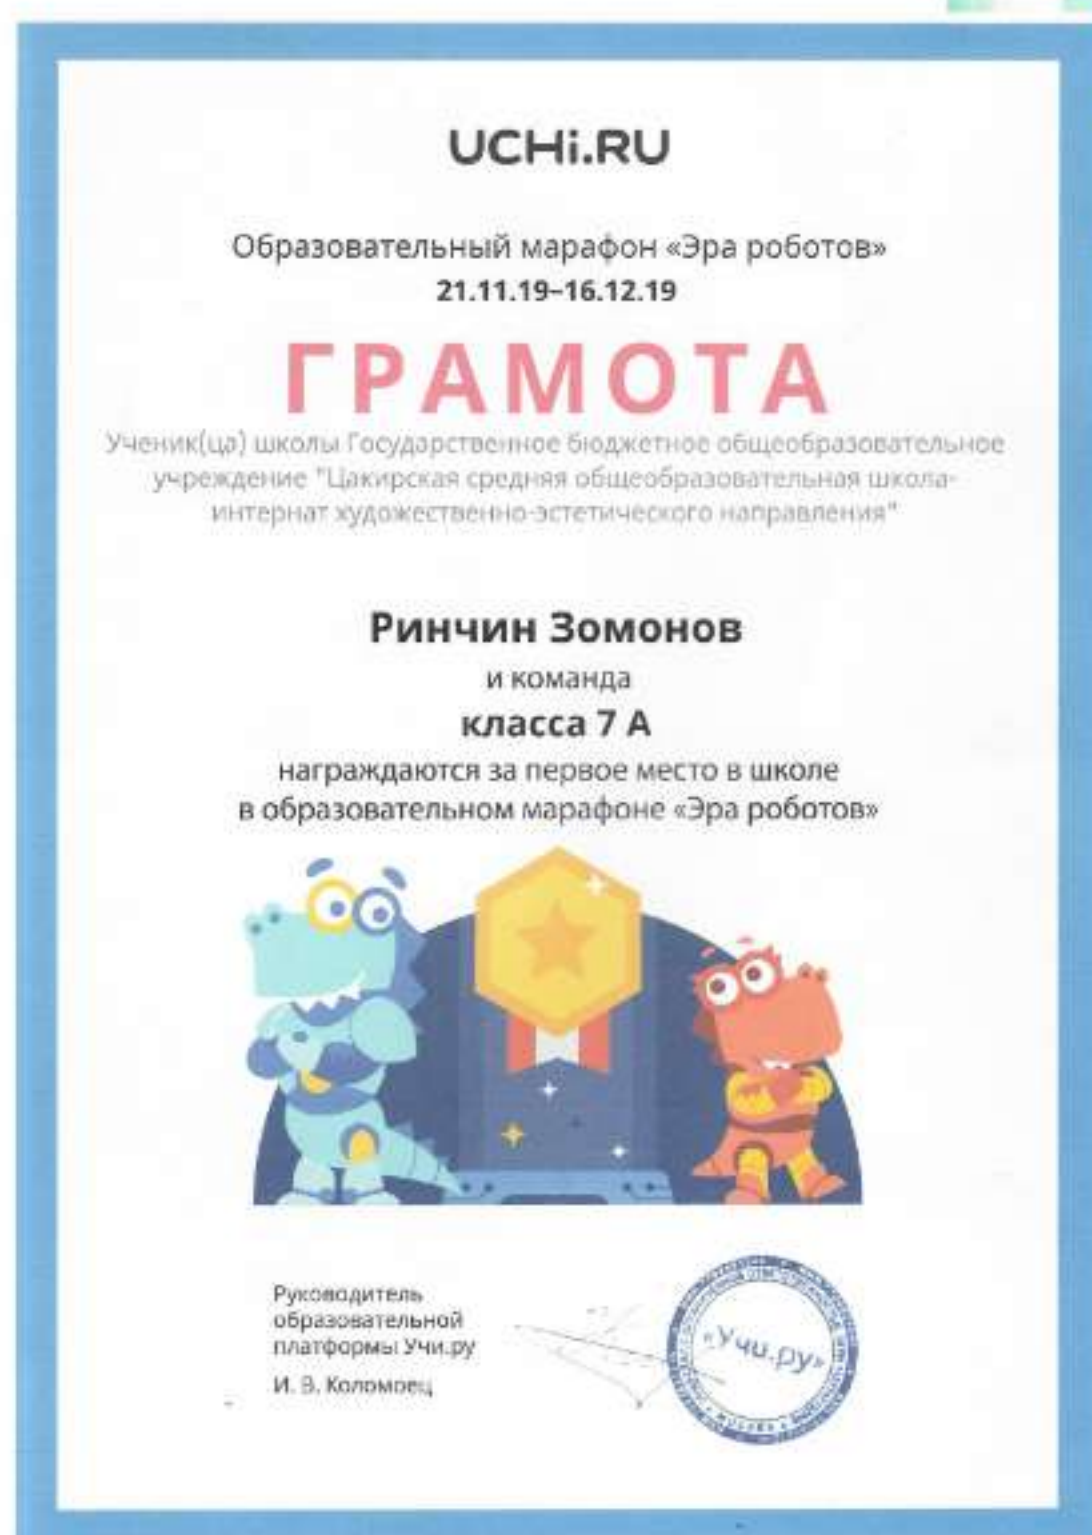 UCHi.RU
Образовательный марафон «Эра роботов»
21.11.19–16.12.19
ГРАМОТА
Ученик(ца) школы Государственное бюджетное общеобразовательное
учреждение "Цакирская средняя общеобразовательная школа-
интернат художественно-эстетического направления"
Ринчин Зомонов
и команда
класса 7 А
награждаются за первое место в школе
в образовательном марафоне «Эра роботов»
Руководитель
образовательной
платформы Учи.ру
И. В. Коломоец
«Учи.ру»